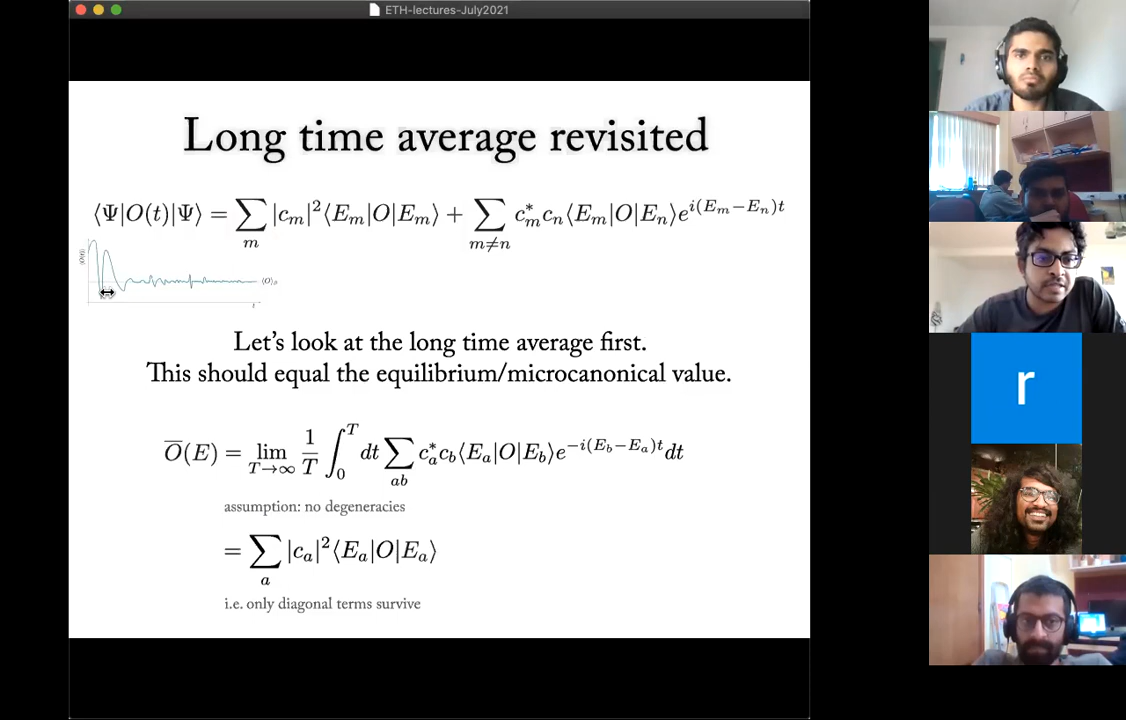 ETH-lectures-July2021
Long time average revisited
⟨Ψ|O(t)|Ψ⟩ = ∑_m |c_m|²⟨E_m|O|E_m⟩ + ∑_{m≠n} c*_m c_n⟨E_m|O|E_n⟩e^{i(E_m−E_n)t}
t
Let's look at the long time average first.
This should equal the equilibrium/microcanonical value.
O̅(E) = lim_{T→∞} 1/T ∫_0^T dt ∑_{ab} c*_a c_b⟨E_a|O|E_b⟩e^{−i(E_b−E_a)t}dt
assumption: no degeneracies
= ∑_a |c_a|²⟨E_a|O|E_a⟩
i.e. only diagonal terms survive
r